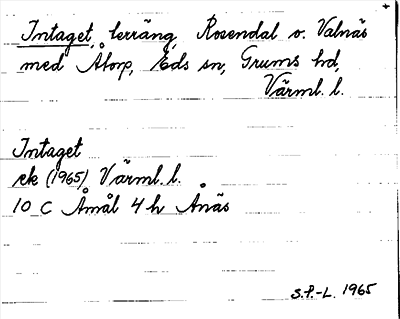 Intaget, terräng, Rosendal o. Valnäs
med Åtorp, Eds sn, Grums hd,
Värml. l.
Intaget
ek (1965) Värml. l.
10 C Åmål 4 h Ånäs
S.P.-L. 1965